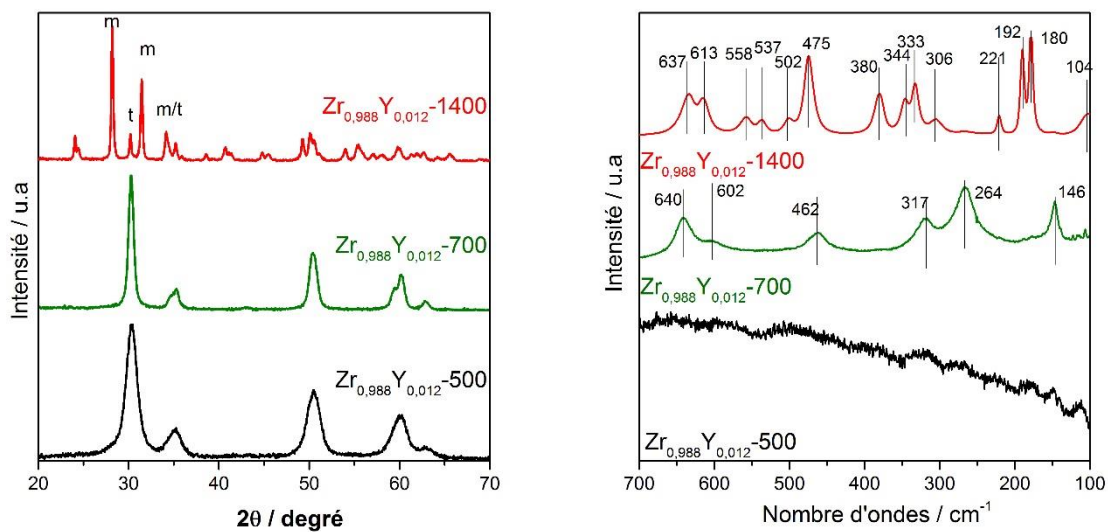 m
m
t
m/t
Zr0,988Y0,012-1400
Zr0,988Y0,012-700
Zr0,988Y0,012-500
Intensité / u.a
20 30 40 50 60 70
2θ / degré
637 613 558 537 502 475 380 344 333 306 221 192 180 104
Zr0,988Y0,012-1400
640 602 462 317 264 146
Zr0,988Y0,012-700
Zr0,988Y0,012-500
Intensité / u.a
700 600 500 400 300 200 100
Nombre d'ondes / cm-1